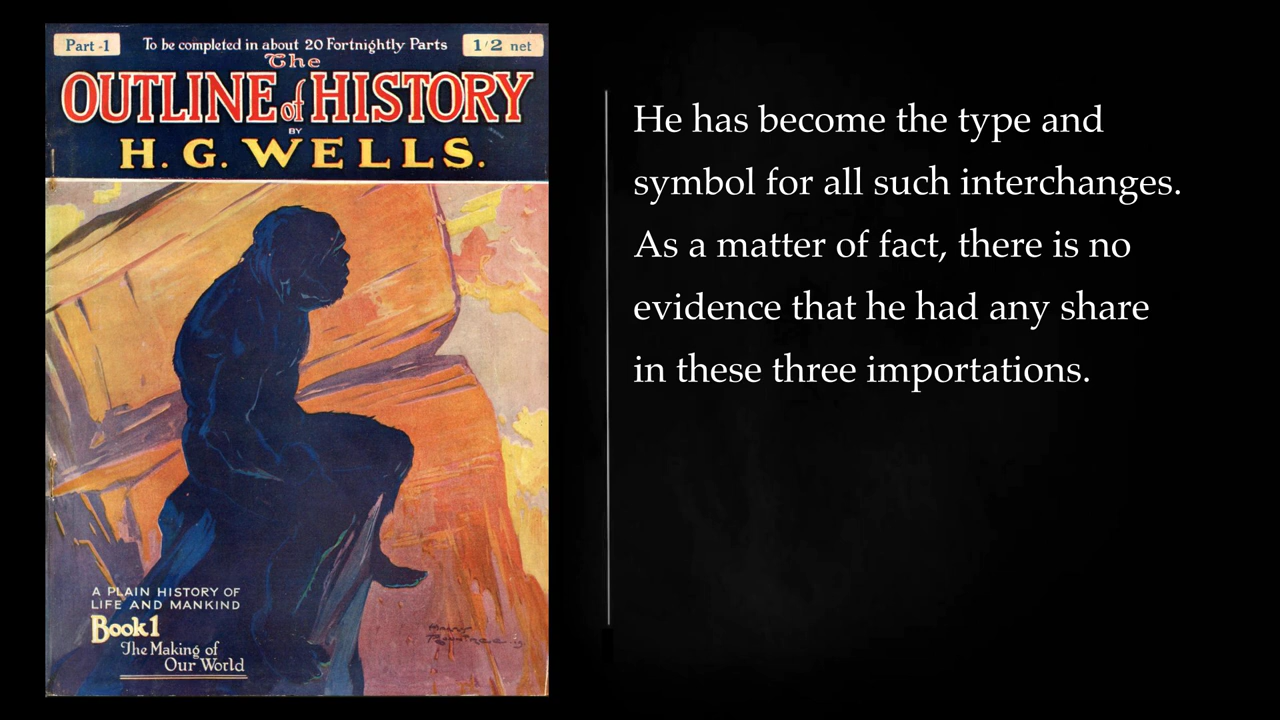 Part -1
To be completed in about 20 Fortnightly Parts
1/2 net
The
OUTLINE of HISTORY
BY
H. G. WELLS.
A PLAIN HISTORY OF
LIFE AND MANKIND
Book 1
The Making of
Our World
He has become the type and
symbol for all such interchanges.
As a matter of fact, there is no
evidence that he had any share
in these three importations.